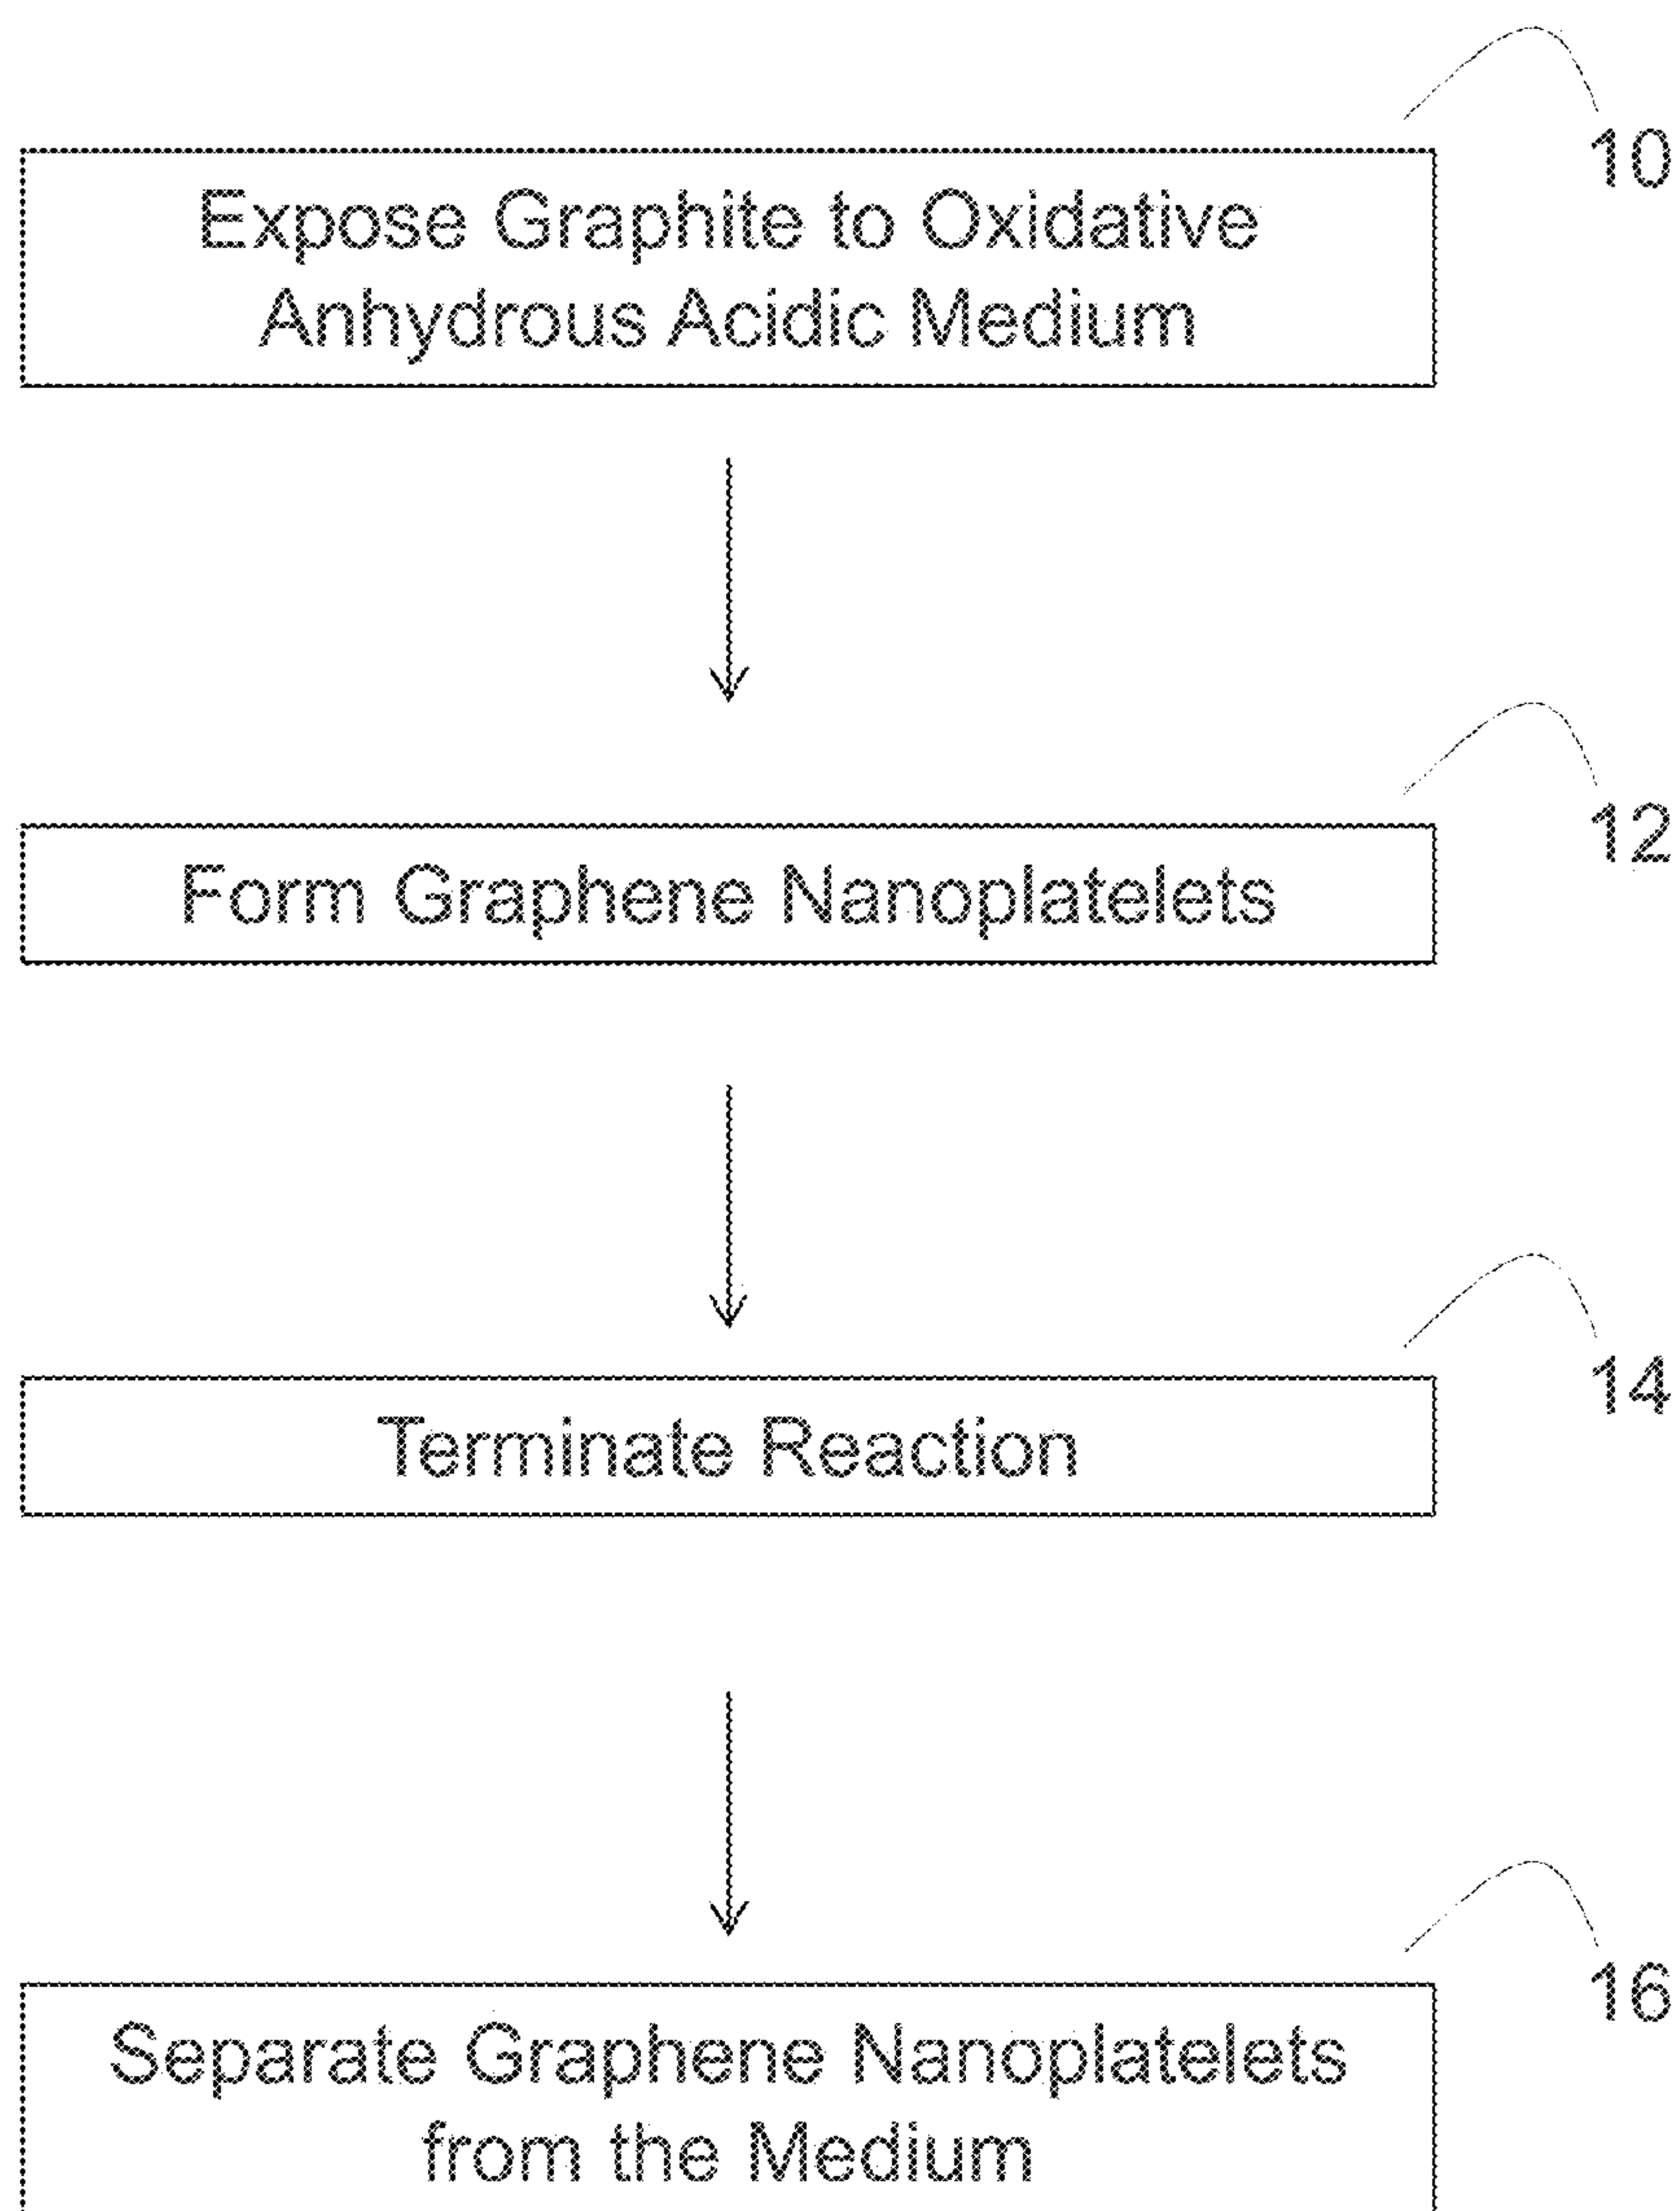 10
Expose Graphite to Oxidative
Anhydrous Acidic Medium
12
Form Graphene Nanoplatelets
14
Terminate Reaction
16
Separate Graphene Nanoplatelets
from the Medium